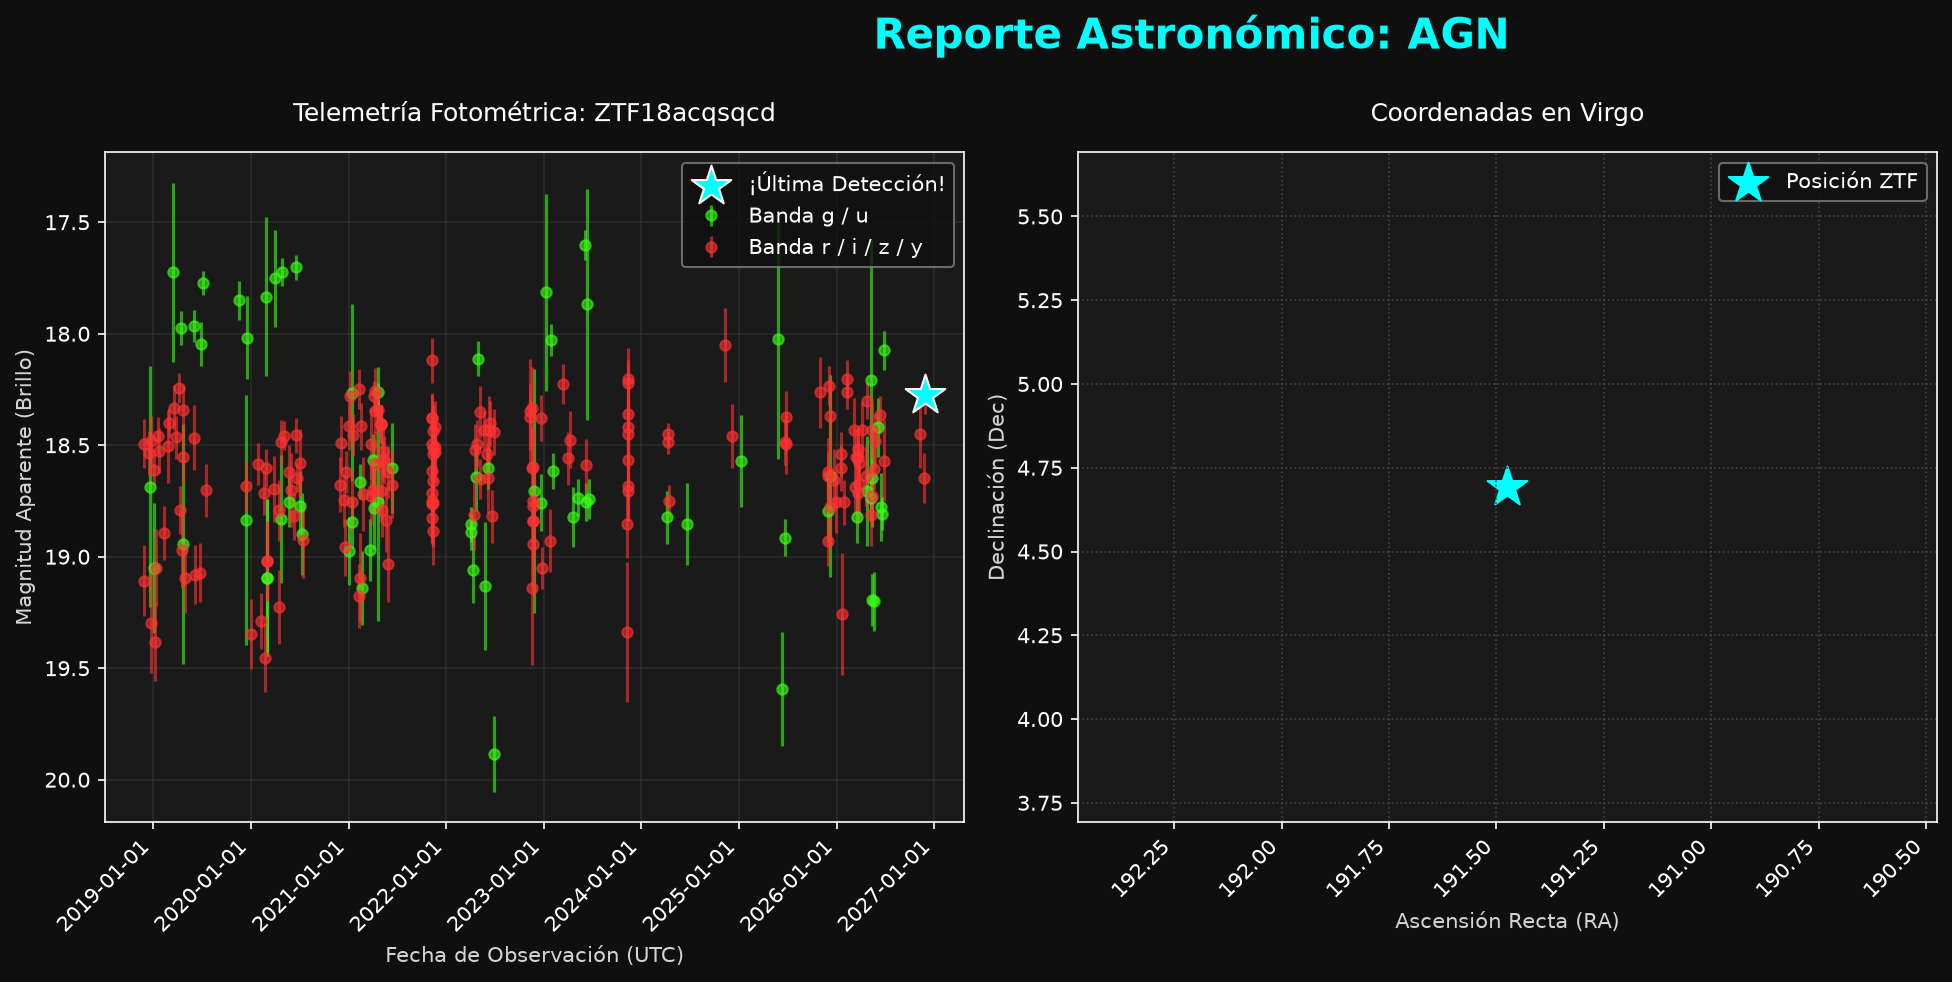 Reporte Astronómico: AGN
Telemetría Fotométrica: ZTF18acqsqcd
¡Última Detección!
Banda g / u
Banda r / i / z / y
Magnitud Aparente (Brillo)
17.5
18.0
18.5
19.0
19.5
20.0
2019-01-01
2020-01-01
2021-01-01
2022-01-01
2023-01-01
2024-01-01
2025-01-01
2026-01-01
2027-01-01
Fecha de Observación (UTC)
Coordenadas en Virgo
Posición ZTF
Declinación (Dec)
5.50
5.25
5.00
4.75
4.50
4.25
4.00
3.75
192.25
192.00
191.75
191.50
191.25
191.00
190.75
190.50
Ascensión Recta (RA)